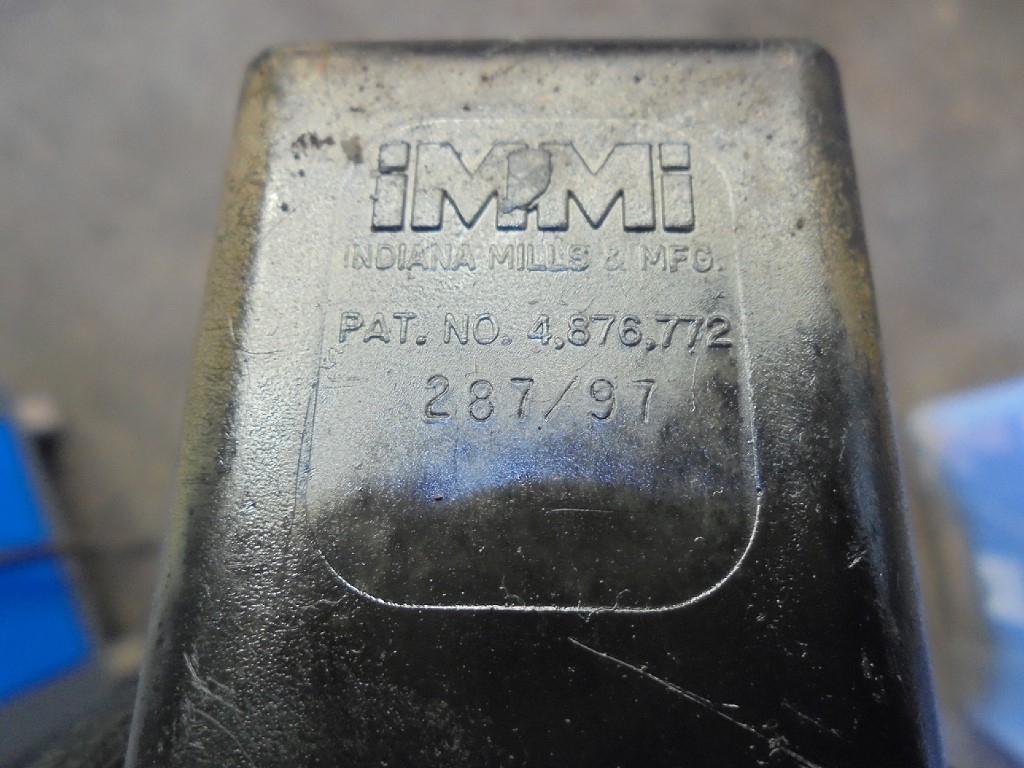 iMMi
INDIANA MILLS & MFG.
PAT. NO. 4,876,772
287/97